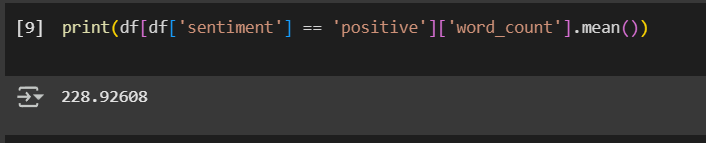 [9] print(df[df['sentiment'] == 'positive']['word_count'].mean())
228.92608